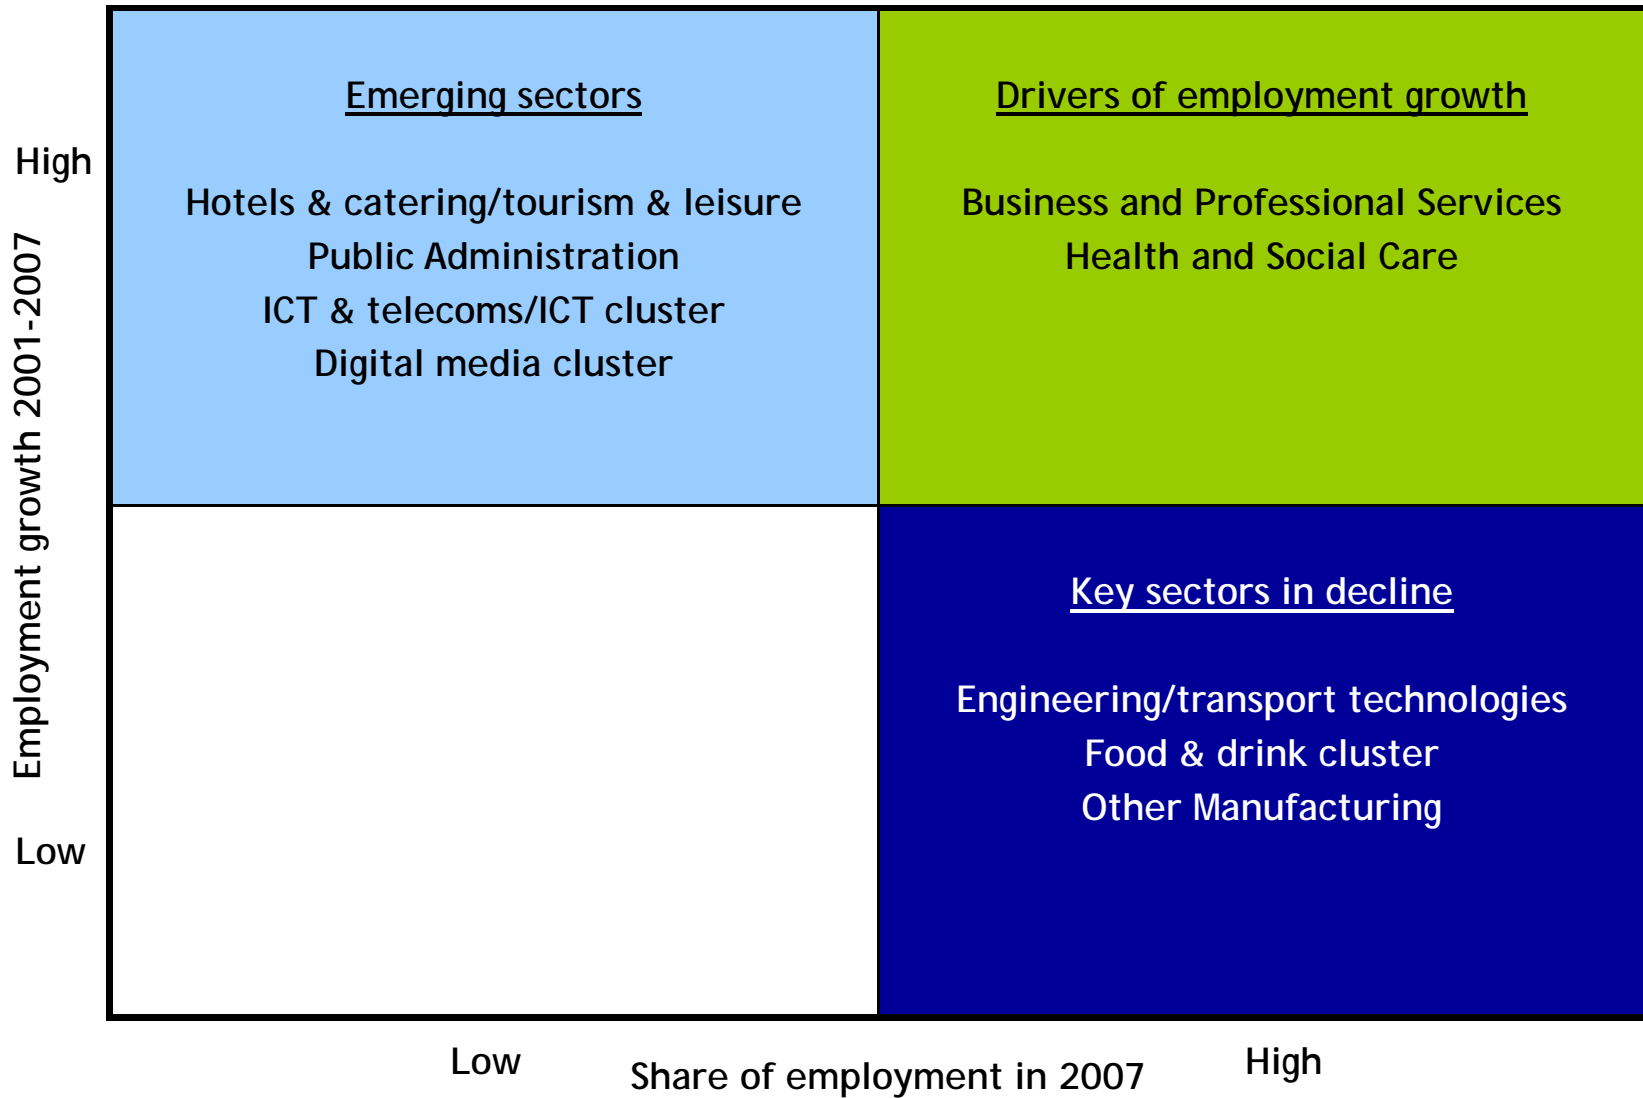 Emerging sectors
Hotels & catering/tourism & leisure
Public Administration
ICT & telecoms/ICT cluster
Digital media cluster
Drivers of employment growth
Business and Professional Services
Health and Social Care
Key sectors in decline
Engineering/transport technologies
Food & drink cluster
Other Manufacturing
High
Employment growth 2001-2007
Low
Low
Share of employment in 2007
High